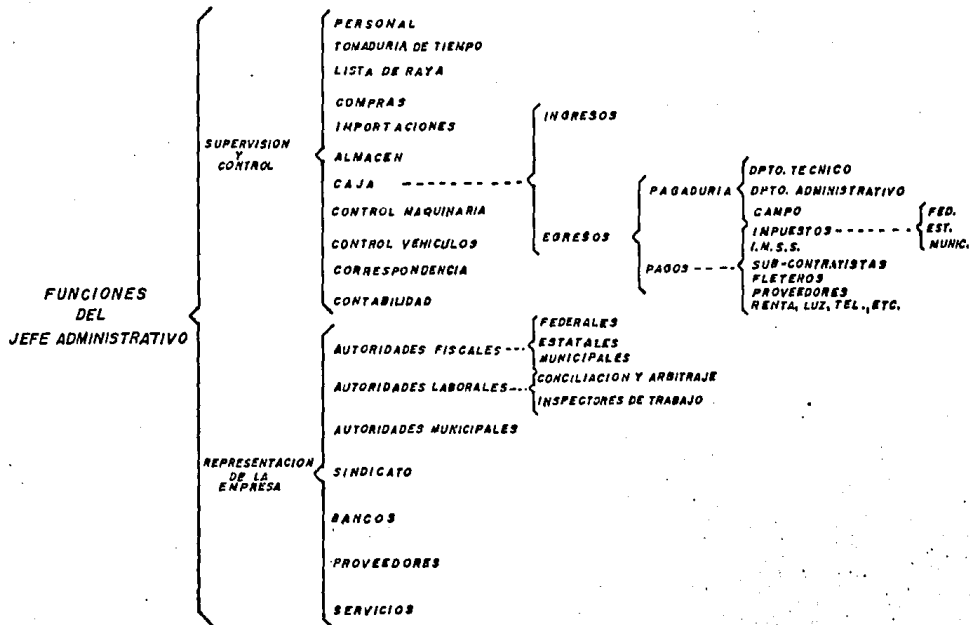 FUNCIONES
DEL
JEFE ADMINISTRATIVO
SUPERVISION
Y
CONTROL
PERSONAL
TOMADURIA DE TIEMPO
LISTA DE RAYA
COMPRAS
IMPORTACIONES
ALMACEN
CAJA
CONTROL MAQUINARIA
CONTROL VEHICULOS
CORRESPONDENCIA
CONTABILIDAD
INGRESOS
EGRESOS
PAGADURIA
DPTO. TECNICO
DPTO. ADMINISTRATIVO
CAMPO
PAGOS
IMPUESTOS
FED.
EST.
MUNIC.
I.M.S.S.
SUB-CONTRATISTAS
FLETEROS
PROVEEDORES
RENTA, LUZ, TEL., ETC.
REPRESENTACION
DE LA
EMPRESA
AUTORIDADES FISCALES
FEDERALES
ESTATALES
MUNICIPALES
AUTORIDADES LABORALES
CONCILIACION Y ARBITRAJE
INSPECTORES DE TRABAJO
AUTORIDADES MUNICIPALES
SINDICATO
BANCOS
PROVEEDORES
SERVICIOS